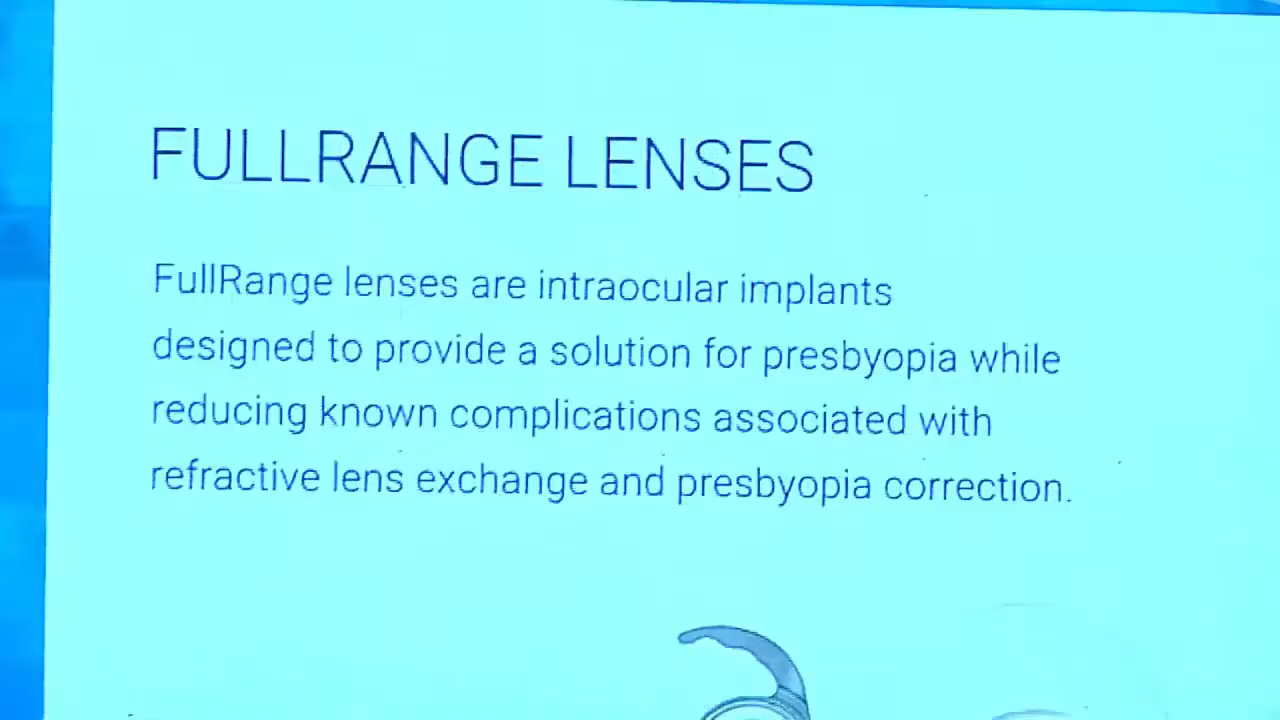 FULLRANGE LENSES
FullRange lenses are intraocular implants
designed to provide a solution for presbyopia while
reducing known complications associated with
refractive lens exchange and presbyopia correction.